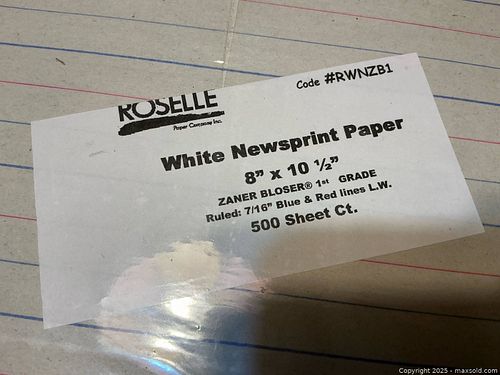 Code #RWNZB1
ROSELLE
Paper Company Inc.
White Newsprint Paper
8" x 10 ½"
ZANER BLOSER® 1st GRADE
Ruled: 7/16" Blue & Red lines L.W.
500 Sheet Ct.
Copyright 2025 - maxsold.com